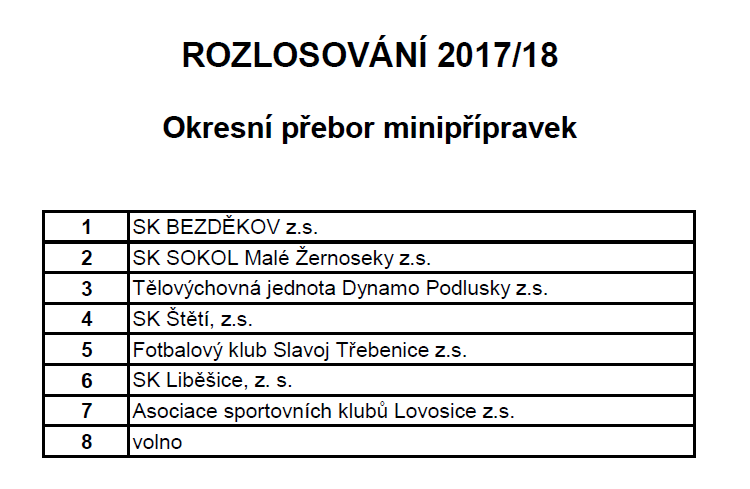 ROZLOSOVÁNÍ 2017/18
Okresní přebor minipřípravek
1 SK BEZDĚKOV z.s.
2 SK SOKOL Malé Žernoseky z.s.
3 Tělovýchovná jednota Dynamo Podlusky z.s.
4 SK Štětí, z.s.
5 Fotbalový klub Slavoj Třebenice z.s.
6 SK Liběšice, z. s.
7 Asociace sportovních klubů Lovosice z.s.
8 volno